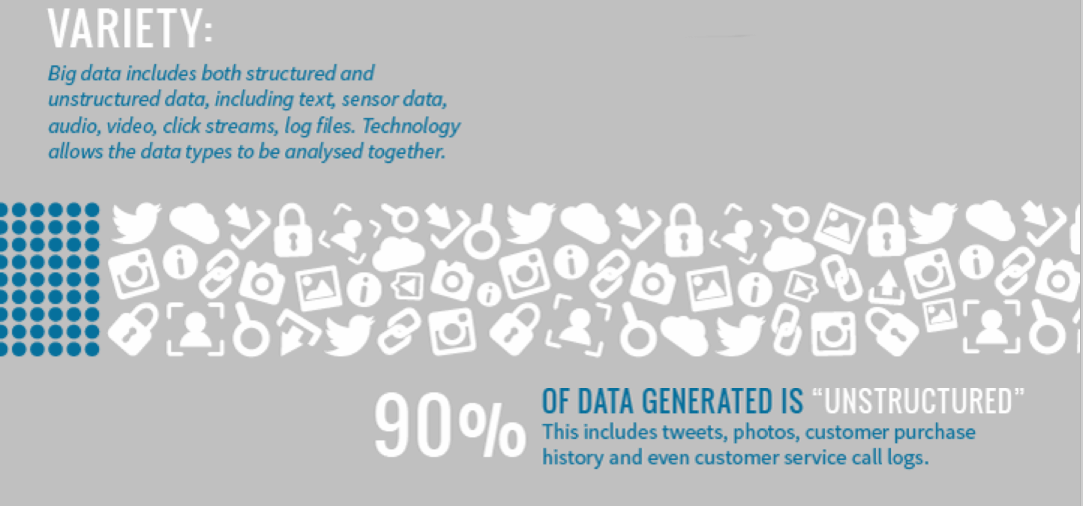 VARIETY:
Big data includes both structured and
unstructured data, including text, sensor data,
audio, video, click streams, log files. Technology
allows the data types to be analysed together.
90%
OF DATA GENERATED IS “UNSTRUCTURED”
This includes tweets, photos, customer purchase
history and even customer service call logs.